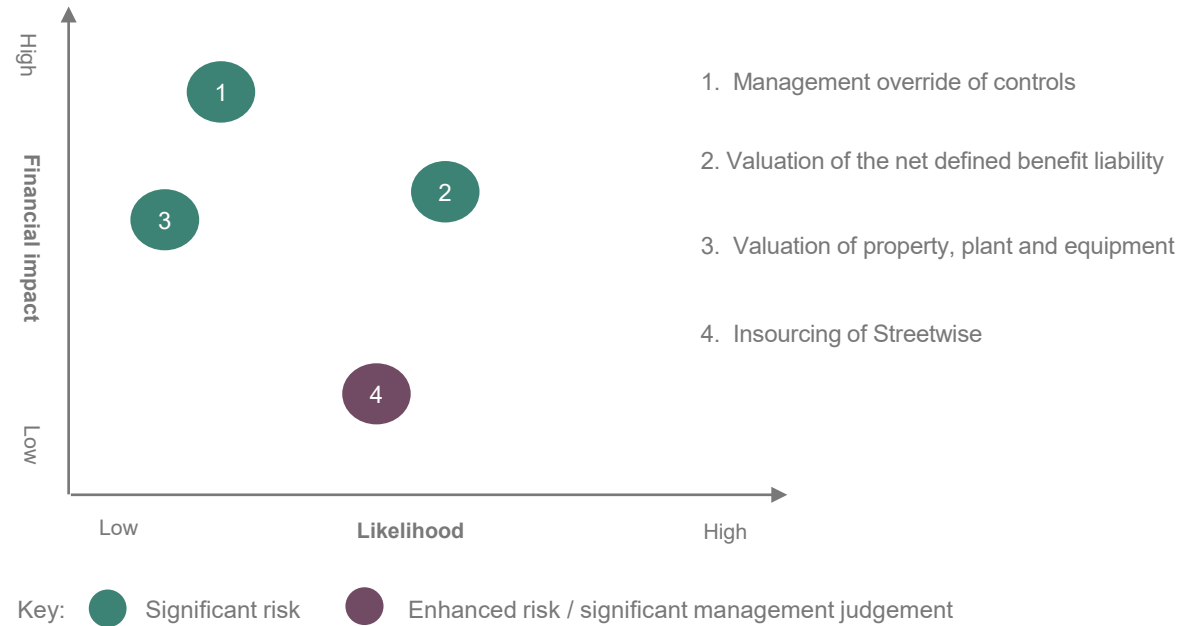 High
Financial impact
Low
1
2
3
4
1. Management override of controls
2. Valuation of the net defined benefit liability
3. Valuation of property, plant and equipment
4. Insourcing of Streetwise
Low
Likelihood
High
Key: Significant risk Enhanced risk / significant management judgement